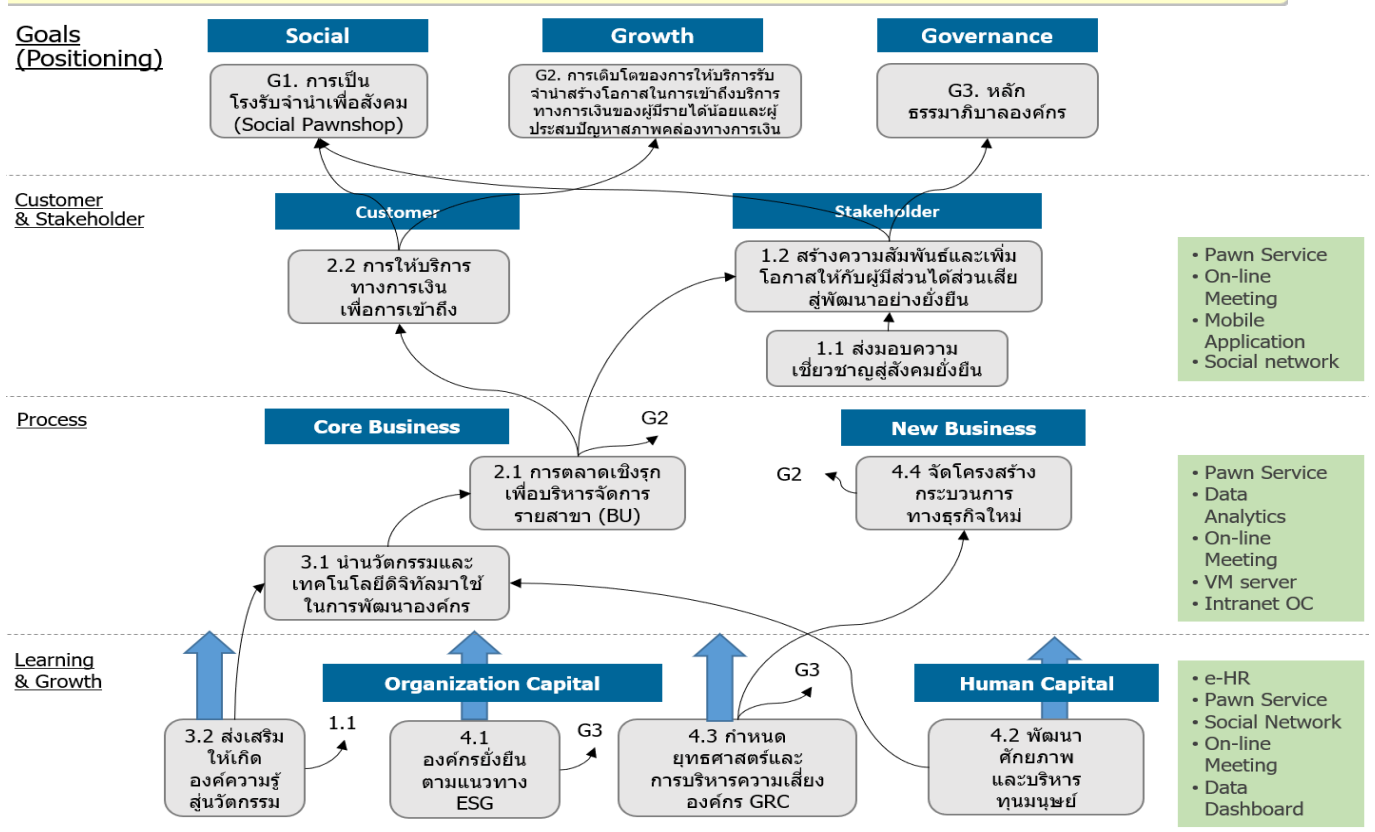 Goals
(Positioning)
Social
Growth
Governance
G1. การเป็น
โรงรับจำนำเพื่อสังคม
(Social Pawnshop)
G2. การเติบโตของการให้บริการรับ
จำนำสร้างโอกาสในการเข้าถึงบริการ
ทางการเงินของผู้มีรายได้น้อยและผู้
ประสบปัญหาสภาพคล่องทางการเงิน
G3. หลัก
ธรรมาภิบาลองค์กร
Customer
& Stakeholder
Customer
Stakeholder
2.2 การให้บริการ
ทางการเงิน
เพื่อการเข้าถึง
1.2 สร้างความสัมพันธ์และเพิ่ม
โอกาสให้กับผู้มีส่วนได้ส่วนเสีย
สู่พัฒนาอย่างยั่งยืน
1.1 ส่งมอบความ
เชี่ยวชาญสู่สังคมยั่งยืน
• Pawn Service
• On-line
Meeting
• Mobile
Application
• Social network
Process
Core Business
New Business
G2
2.1 การตลาดเชิงรุก
เพื่อบริหารจัดการ
รายสาขา (BU)
G2
4.4 จัดโครงสร้าง
กระบวนการ
ทางธุรกิจใหม่
3.1 นำนวัตกรรมและ
เทคโนโลยีดิจิทัลมาใช้
ในการพัฒนาองค์กร
• Pawn Service
• Data
Analytics
• On-line
Meeting
• VM server
• Intranet OC
Learning
& Growth
Organization Capital
Human Capital
3.2 ส่งเสริม
ให้เกิด
องค์ความรู้
สู่นวัตกรรม
1.1
4.1
องค์กรยั่งยืน
ตามแนวทาง
ESG
G3
4.3 กำหนด
ยุทธศาสตร์และ
การบริหารความเสี่ยง
องค์กร GRC
G3
4.2 พัฒนา
ศักยภาพ
และบริหาร
ทุนมนุษย์
• e-HR
• Pawn Service
• Social Network
• On-line
Meeting
• Data
Dashboard